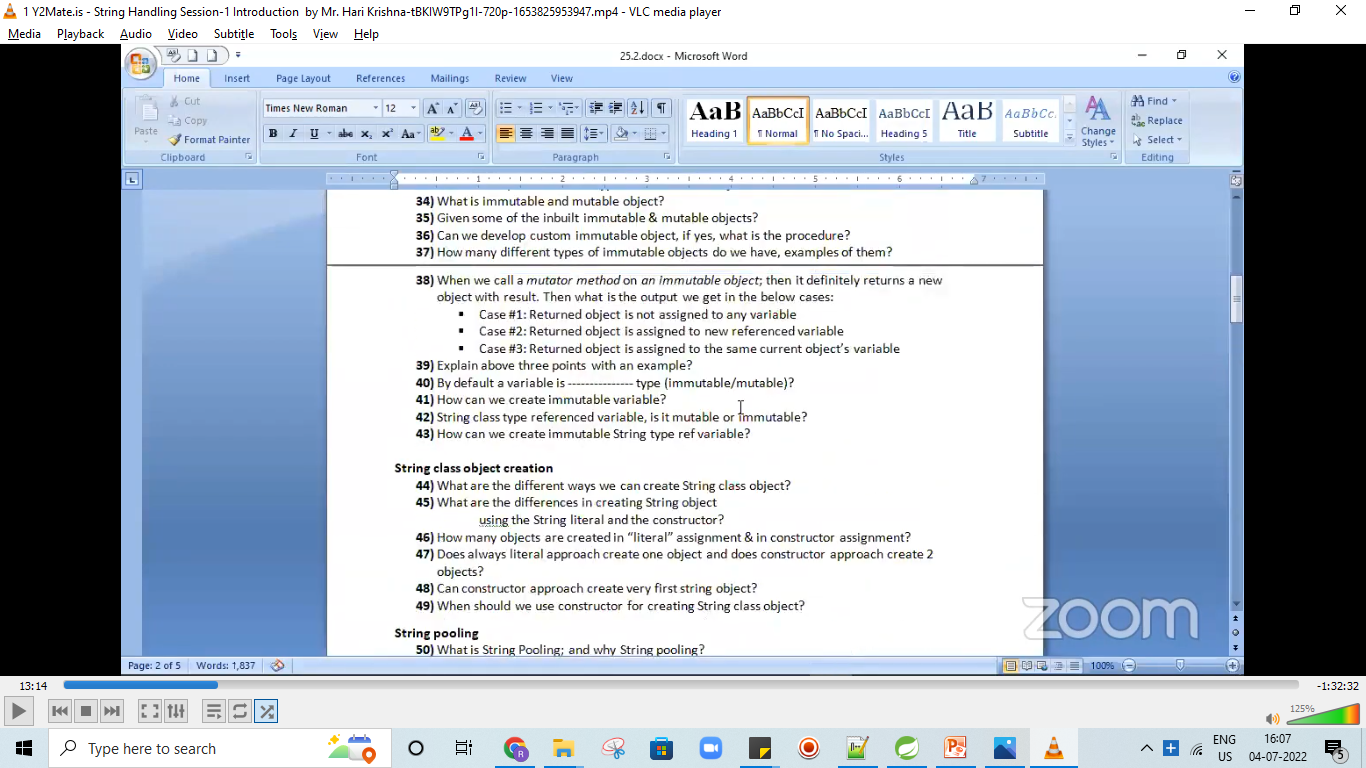 1 Y2Mate.is - String Handling Session-1 Introduction by Mr. Hari Krishna-tBKlW9TPg1I-720p-1653825953947.mp4 - VLC media player
Media Playback Audio Video Subtitle Tools View Help
25.2.docx - Microsoft Word
Home Insert Page Layout References Mailings Review View
Paste
Cut
Copy
Format Painter
Clipboard
Times New Roman 12
Font
Paragraph
AaB Heading 1
AaBbCcI ¶ Normal
AaBbCcI ¶ No Spaci...
AaBbCcI Heading 5
AaB Title
AaBbCc. Subtitle
Change Styles
Styles
Find
Replace
Select
Editing
1 2 3 4 5 6 7
34) What is immutable and mutable object?
35) Given some of the inbuilt immutable & mutable objects?
36) Can we develop custom immutable object, if yes, what is the procedure?
37) How many different types of immutable objects do we have, examples of them?
38) When we call a mutator method on an immutable object; then it definitely returns a new
object with result. Then what is the output we get in the below cases:
▪ Case #1: Returned object is not assigned to any variable
▪ Case #2: Returned object is assigned to new referenced variable
▪ Case #3: Returned object is assigned to the same current object's variable
39) Explain above three points with an example?
40) By default a variable is --------------- type (immutable/mutable)?
41) How can we create immutable variable?
42) String class type referenced variable, is it mutable or immutable?
43) How can we create immutable String type ref variable?
String class object creation
44) What are the different ways we can create String class object?
45) What are the differences in creating String object
using the String literal and the constructor?
46) How many objects are created in “literal” assignment & in constructor assignment?
47) Does always literal approach create one object and does constructor approach create 2
objects?
48) Can constructor approach create very first string object?
49) When should we use constructor for creating String class object?
String pooling
50) What is String Pooling; and why String pooling?
zoom
Page: 2 of 5 Words: 1,837 100%
13:14 -1:32:32
125%
Type here to search
ENG
US
16:07
04-07-2022
5